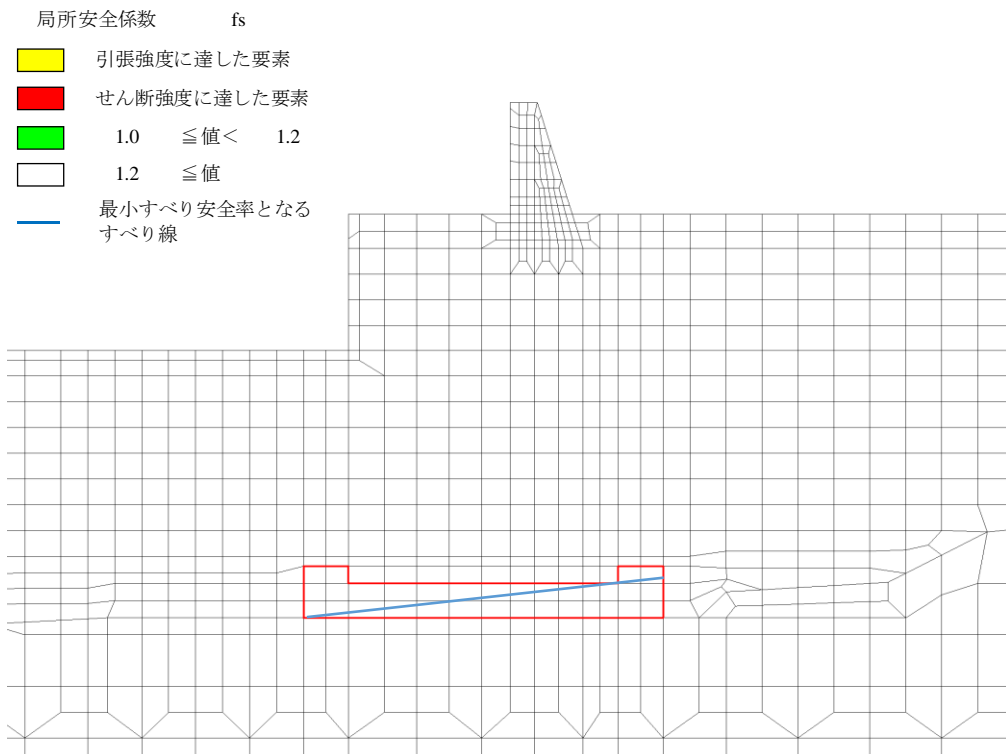 局所安全係数 fs
引張強度に達した要素
せん断強度に達した要素
1.0 ≦値＜ 1.2
1.2 ≦値
最小すべり安全率となる
すべり線